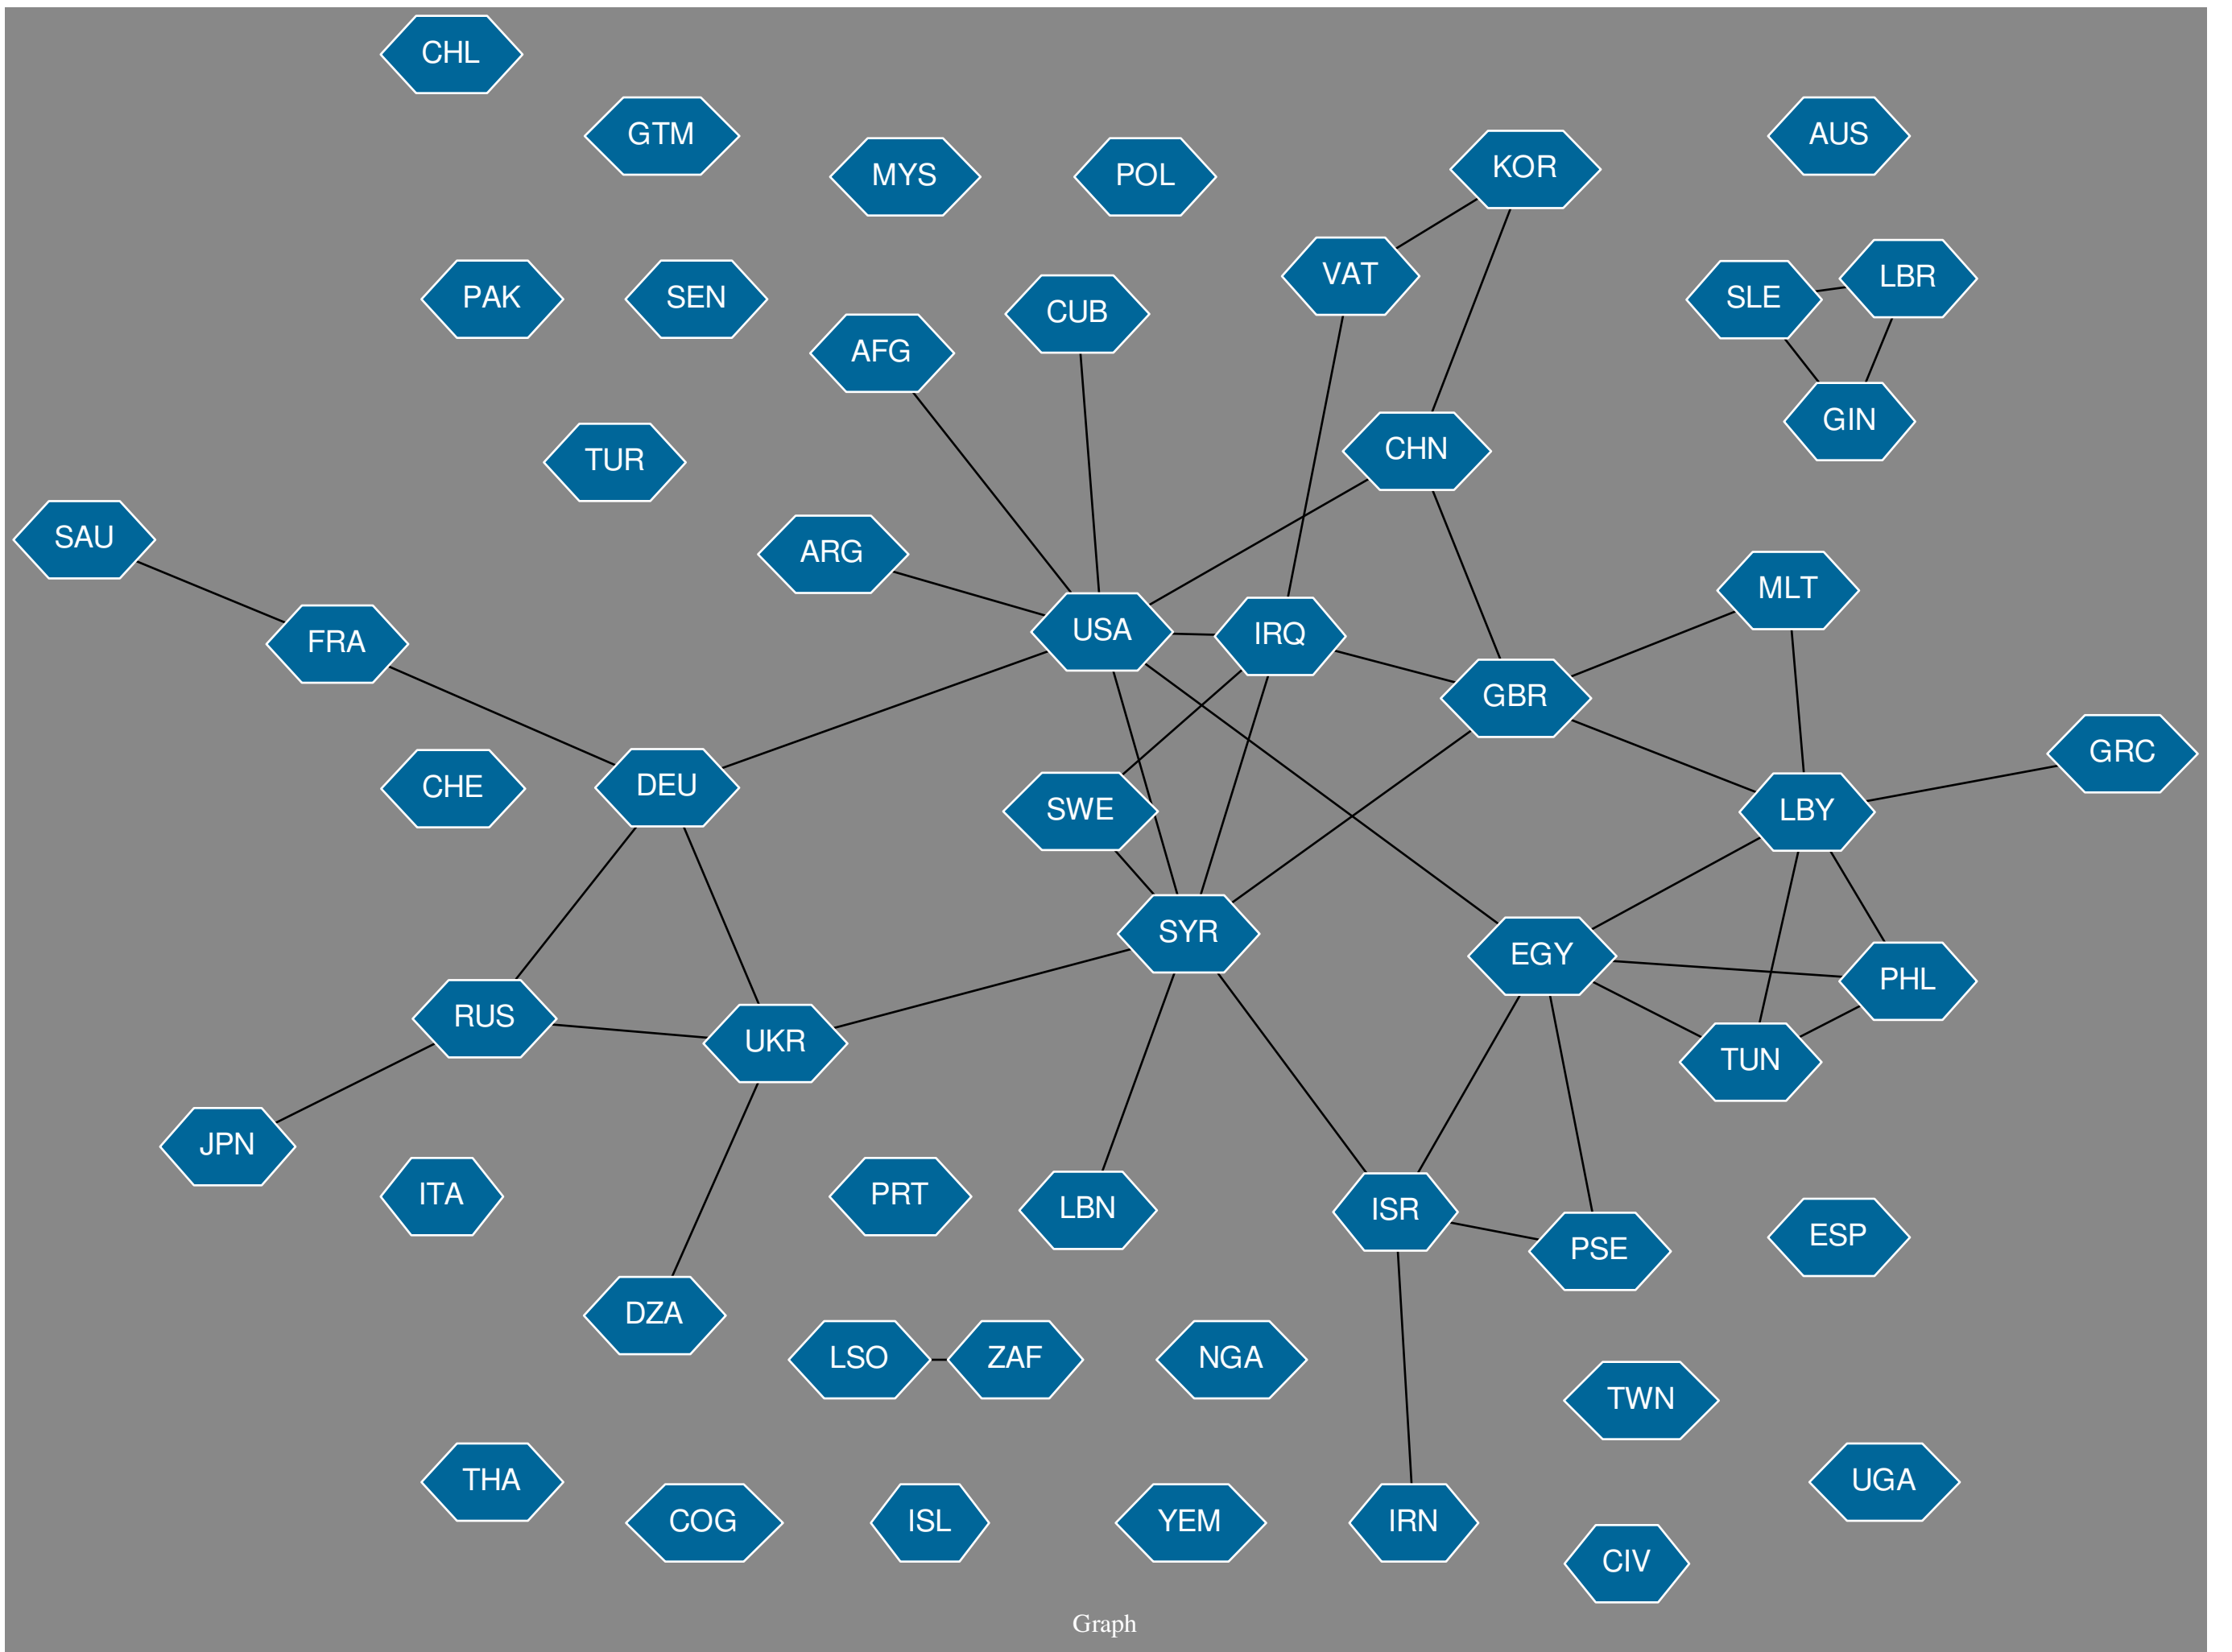 CHL
GTM
AUS
KOR
MYS
POL
VAT
LBR
SLE
PAK
SEN
CUB
AFG
GIN
CHN
TUR
SAU
ARG
MLT
USA
IRQ
FRA
GBR
GRC
DEU
CHE
SWE
LBY
SYR
EGY
PHL
RUS
UKR
TUN
JPN
ITA
PRT
LBN
ISR
ESP
PSE
DZA
LSO
ZAF
NGA
TWN
THA
UGA
COG
ISL
YEM
IRN
CIV
Graph